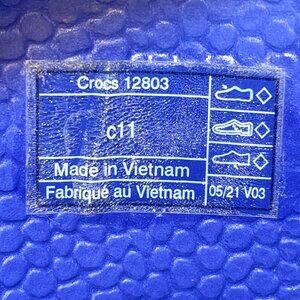 Crocs 12803
c11
Made in Vietnam
Fabriqué au Vietnam
05/21 V03